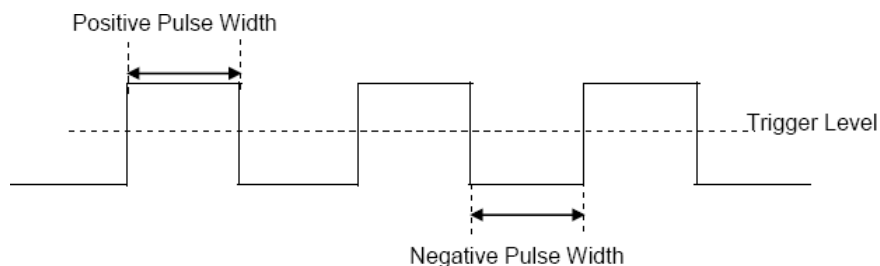 Positive Pulse Width
Trigger Level
Negative Pulse Width